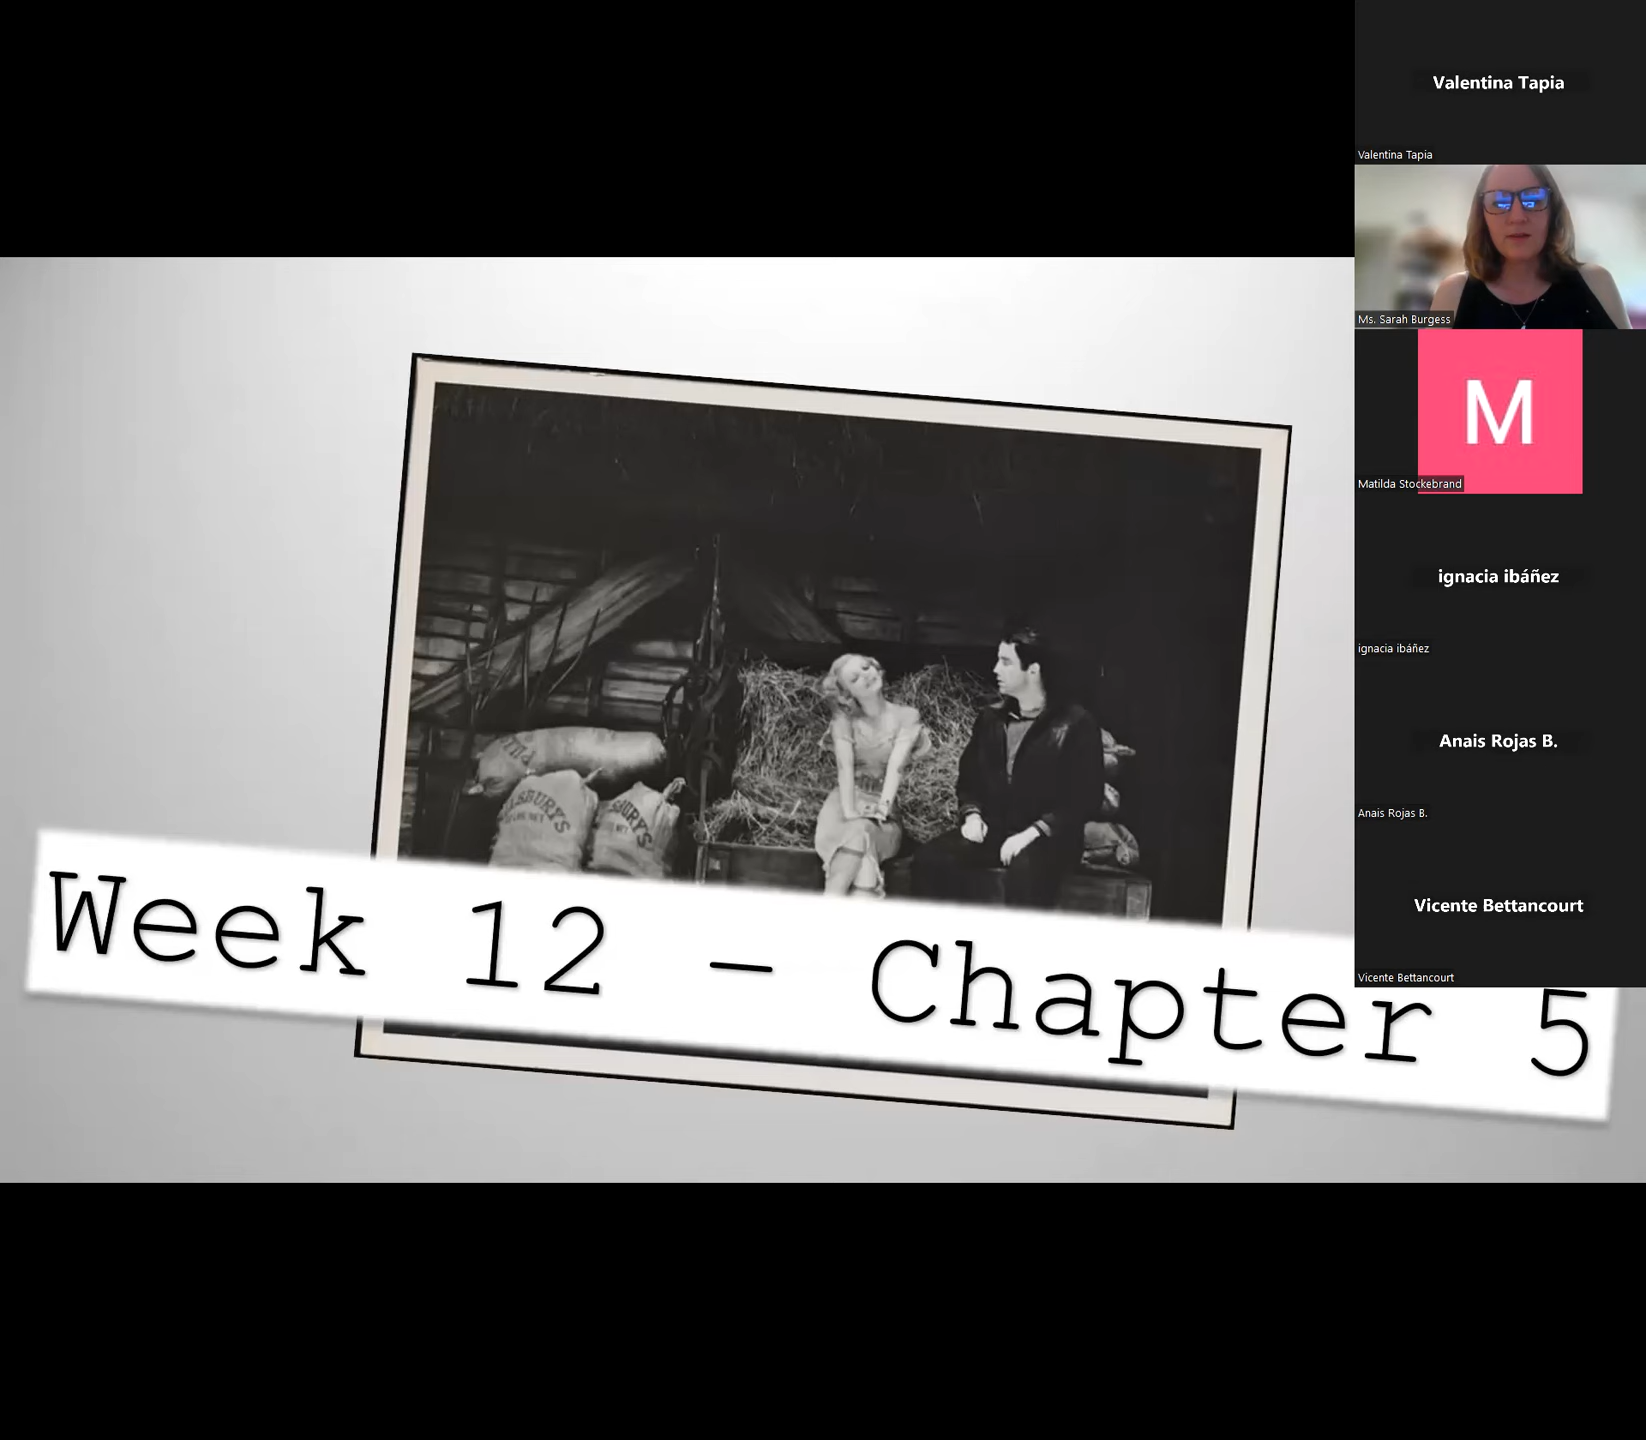 Valentina Tapia
Valentina Tapia
Ms. Sarah Burgess
M
Matilda Stockebrand
ignacia ibáñez
ignacia ibáñez
Anais Rojas B.
Anais Rojas B.
Vicente Bettancourt
Vicente Bettancourt
Week 12 – Chapter 5